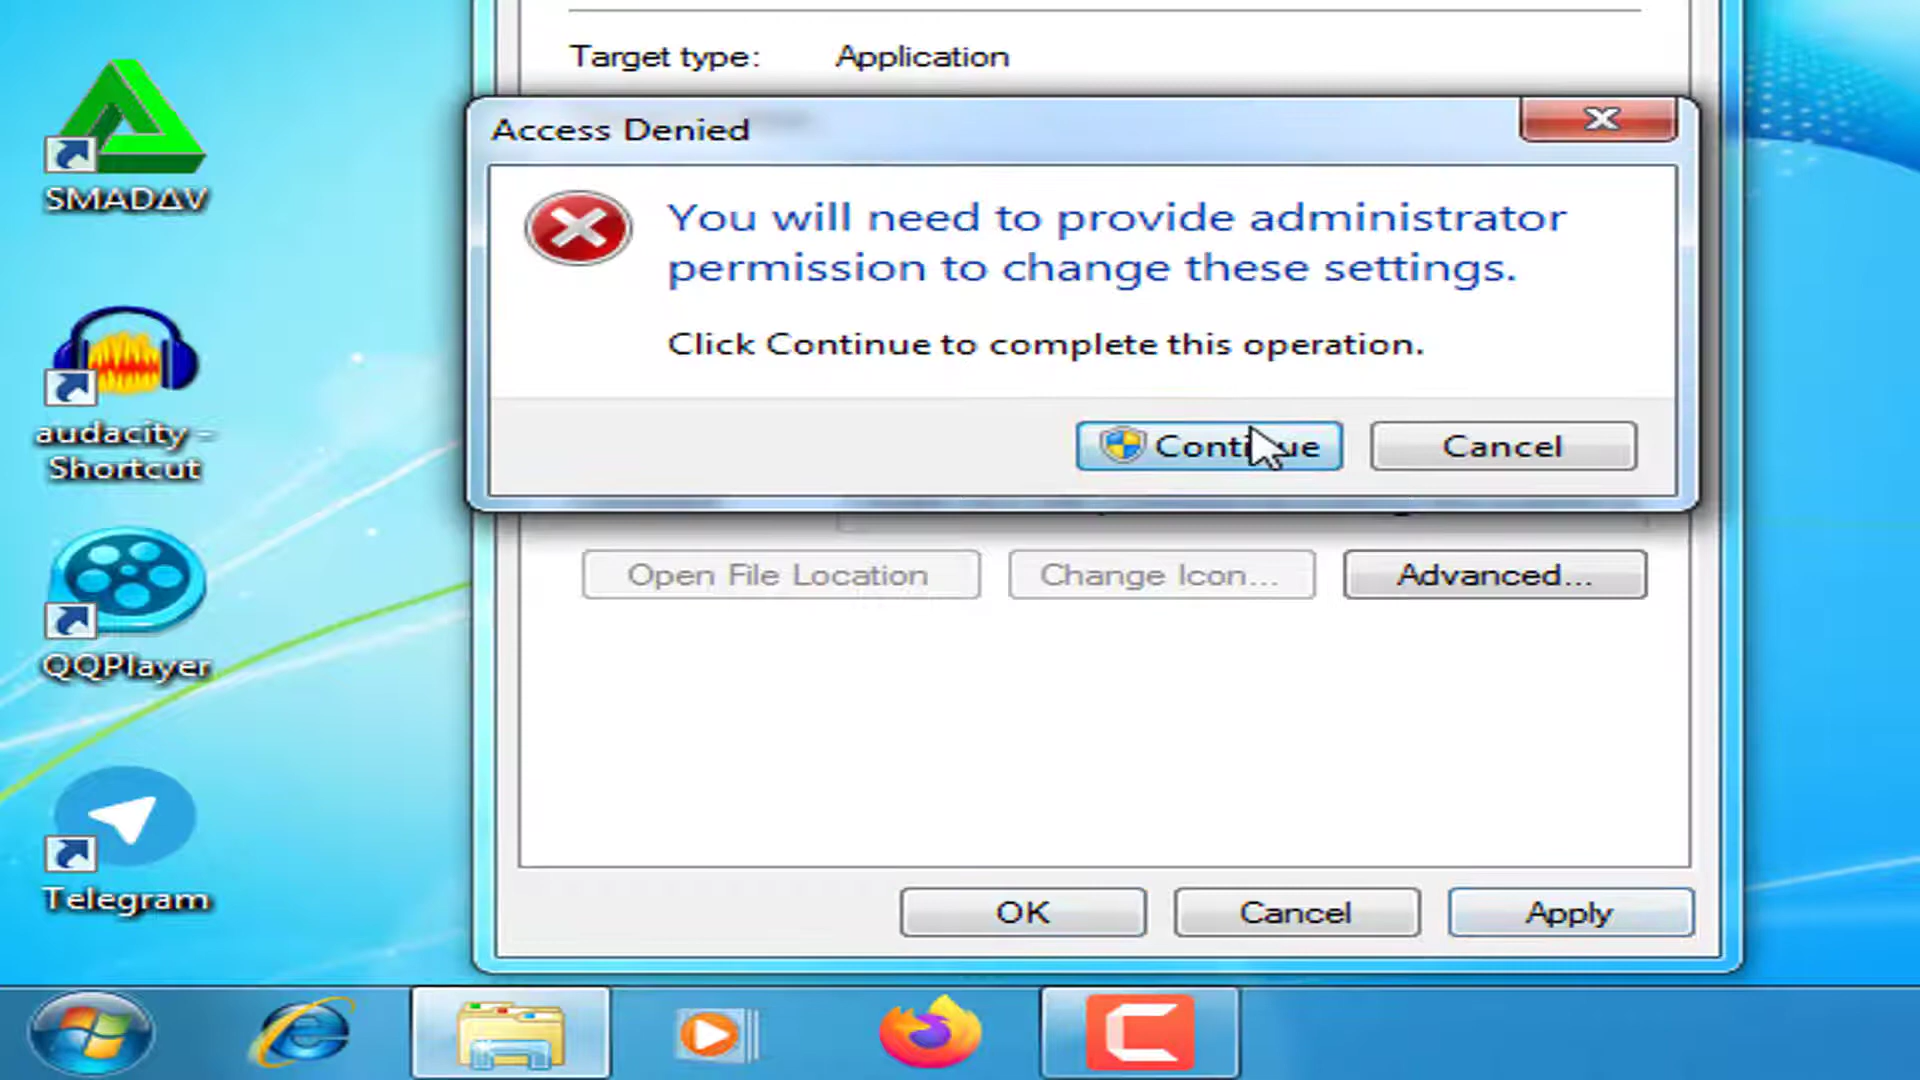 Target type: Application
Access Denied
You will need to provide administrator
permission to change these settings.
Click Continue to complete this operation.
Continue
Cancel
Open File Location
Change Icon...
Advanced...
OK
Cancel
Apply
SMADΔV
audacity -
Shortcut
QQPlayer
Telegram